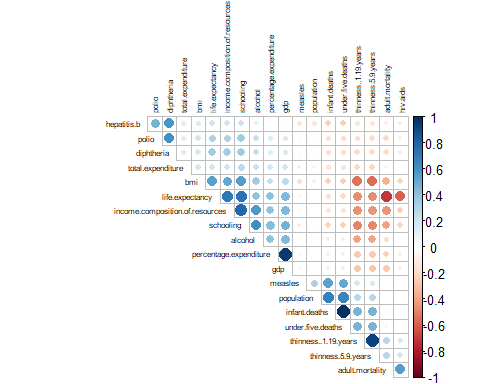 polio
diphtheria
total.expenditure
bmi
life.expectancy
income.composition.of.resources
schooling
alcohol
percentage.expenditure
gdp
measles
population
infant.deaths
under.five.deaths
thinness..1.19.years
thinness.5.9.years
adult.mortality
hiv.aids
hepatitis.b
polio
diphtheria
total.expenditure
bmi
life.expectancy
income.composition.of.resources
schooling
alcohol
percentage.expenditure
gdp
measles
population
infant.deaths
under.five.deaths
thinness..1.19.years
thinness.5.9.years
adult.mortality
1
0.8
0.6
0.4
0.2
0
-0.2
-0.4
-0.6
-0.8
-1